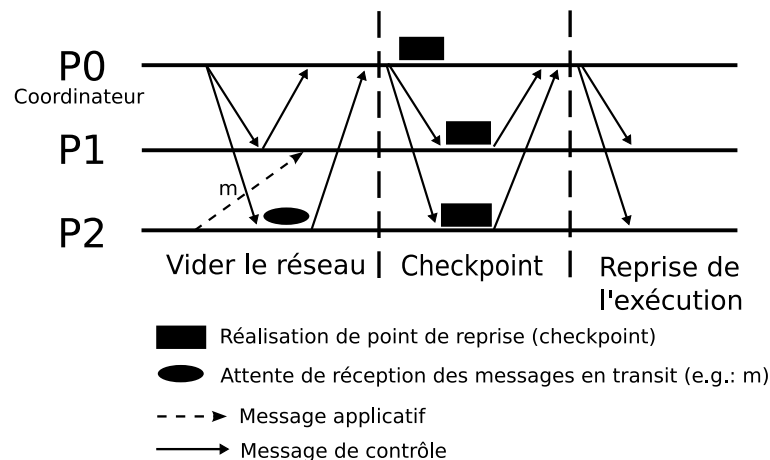 P0
Coordinateur
P1
m
P2
Vider le réseau
Checkpoint
Reprise de
l'exécution
Réalisation de point de reprise (checkpoint)
Attente de réception des messages en transit (e.g.: m)
Message applicatif
Message de contrôle